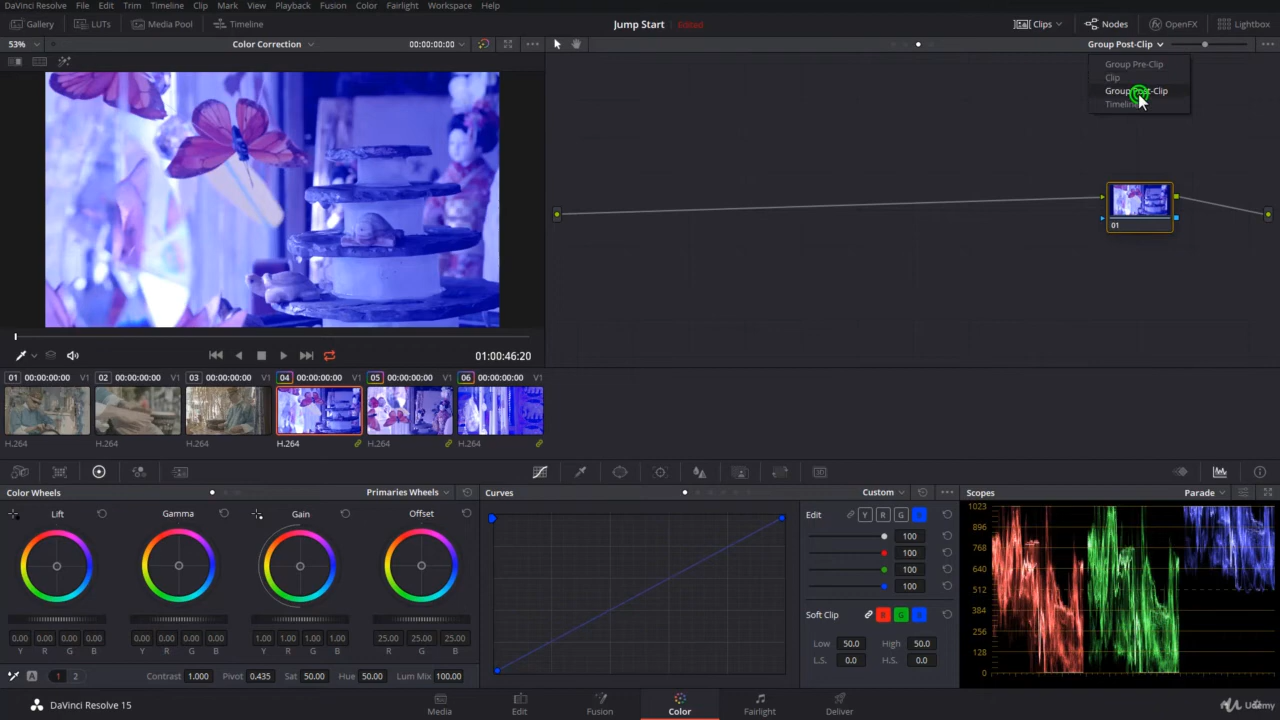 DaVinci Resolve File Edit Trim Timeline Clip Mark View Playback Fusion Color Fairlight Workspace Help
Gallery LUTs Media Pool Timeline Jump Start Edited Clips Nodes OpenFX Lightbox
53% Color Correction 00:00:00:00 Group Post-Clip
Group Pre-Clip
Clip
Group Post-Clip
Timeline
01
01:00:46:20
01 00:00:00:00 V1 02 00:00:00:00 V1 03 00:00:00:00 V1 04 00:00:00:00 V1 05 00:00:00:00 V1 06 00:00:00:00 V1
H.264 H.264 H.264 H.264 H.264 H.264
Color Wheels Primaries Wheels Curves Custom Scopes Parade
Lift Gamma Gain Offset
Edit Y R G B
100
100
100
100
Soft Clip R G B
Low 50.0 High 50.0
L.S. 0.0 H.S. 0.0
1023
896
768
640
512
384
256
128
0
0.00 0.00 0.00 0.00 0.00 0.00 0.00 0.00 1.00 1.00 1.00 1.00 25.00 25.00 25.00
Y R G B Y R G B Y R G B R G B
A 1 2 Contrast 1.000 Pivot 0.435 Sat 50.00 Hue 50.00 Lum Mix 100.00
DaVinci Resolve 15
Media Edit Fusion Color Fairlight Deliver
Udemy